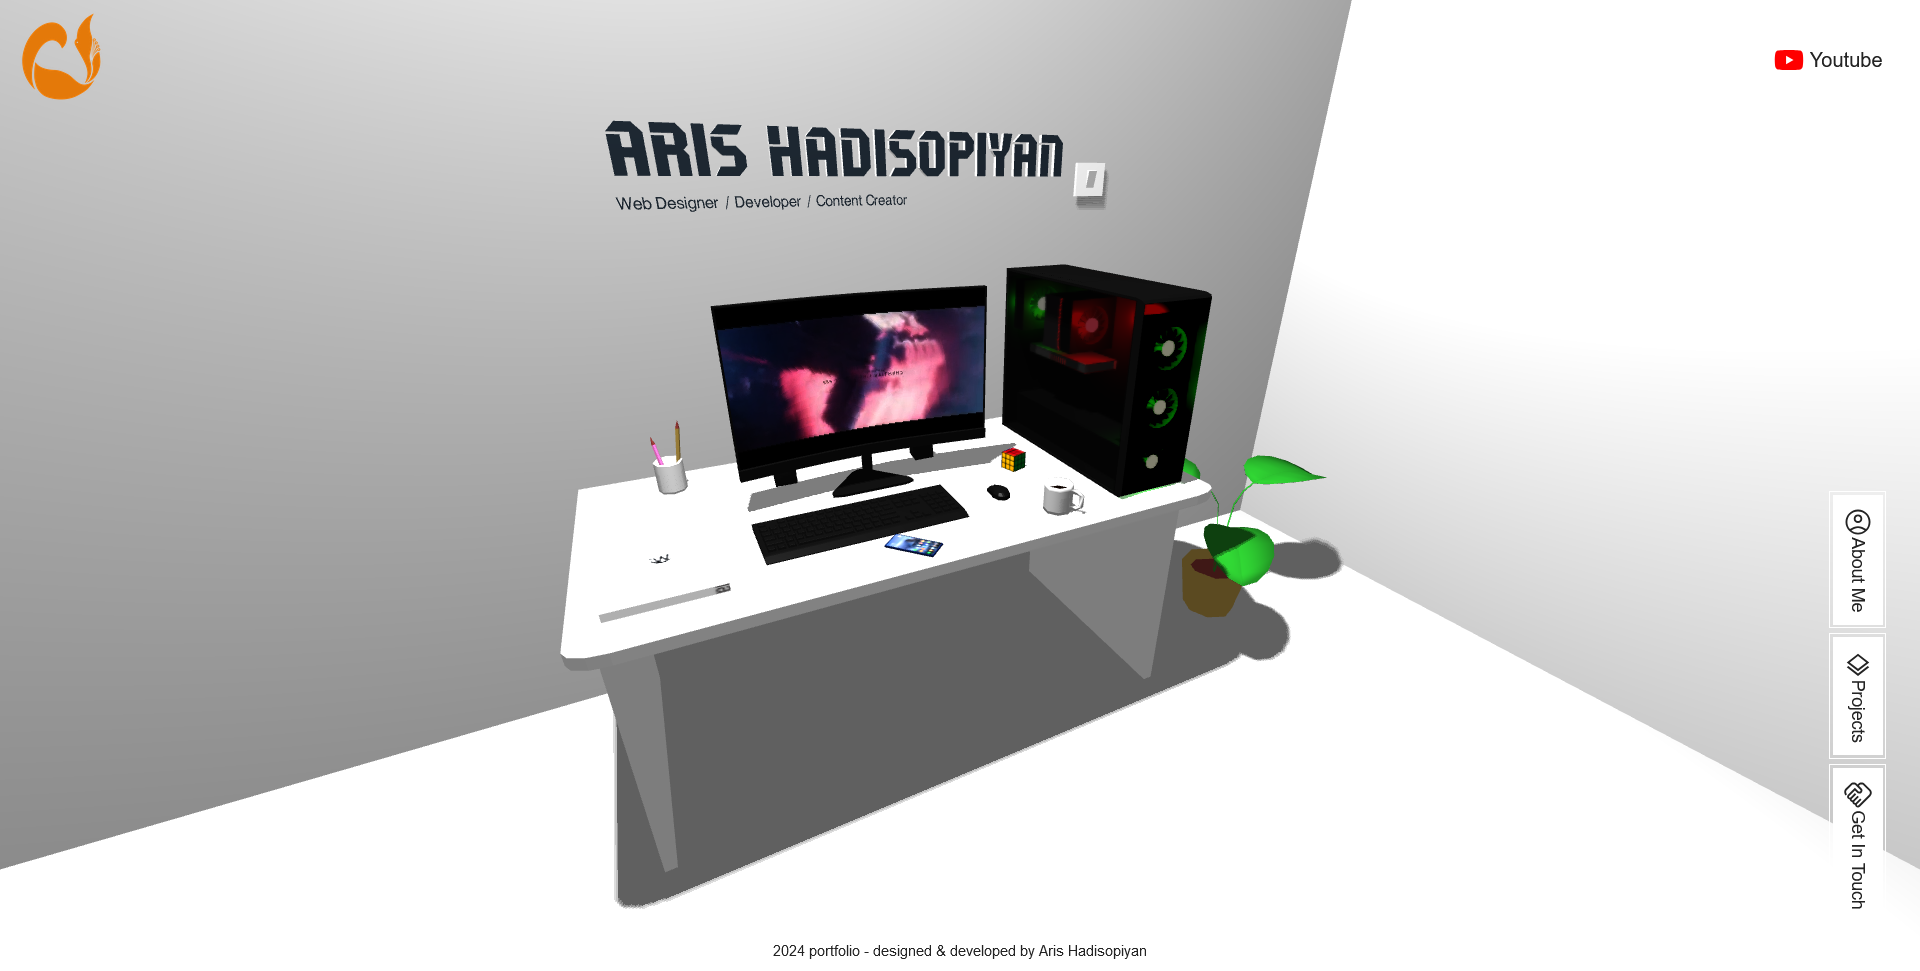 Youtube
ARIS HADISOPIYAN
Web Designer / Developer / Content Creator
About Me
Projects
Get In Touch
2024 portfolio - designed & developed by Aris Hadisopiyan